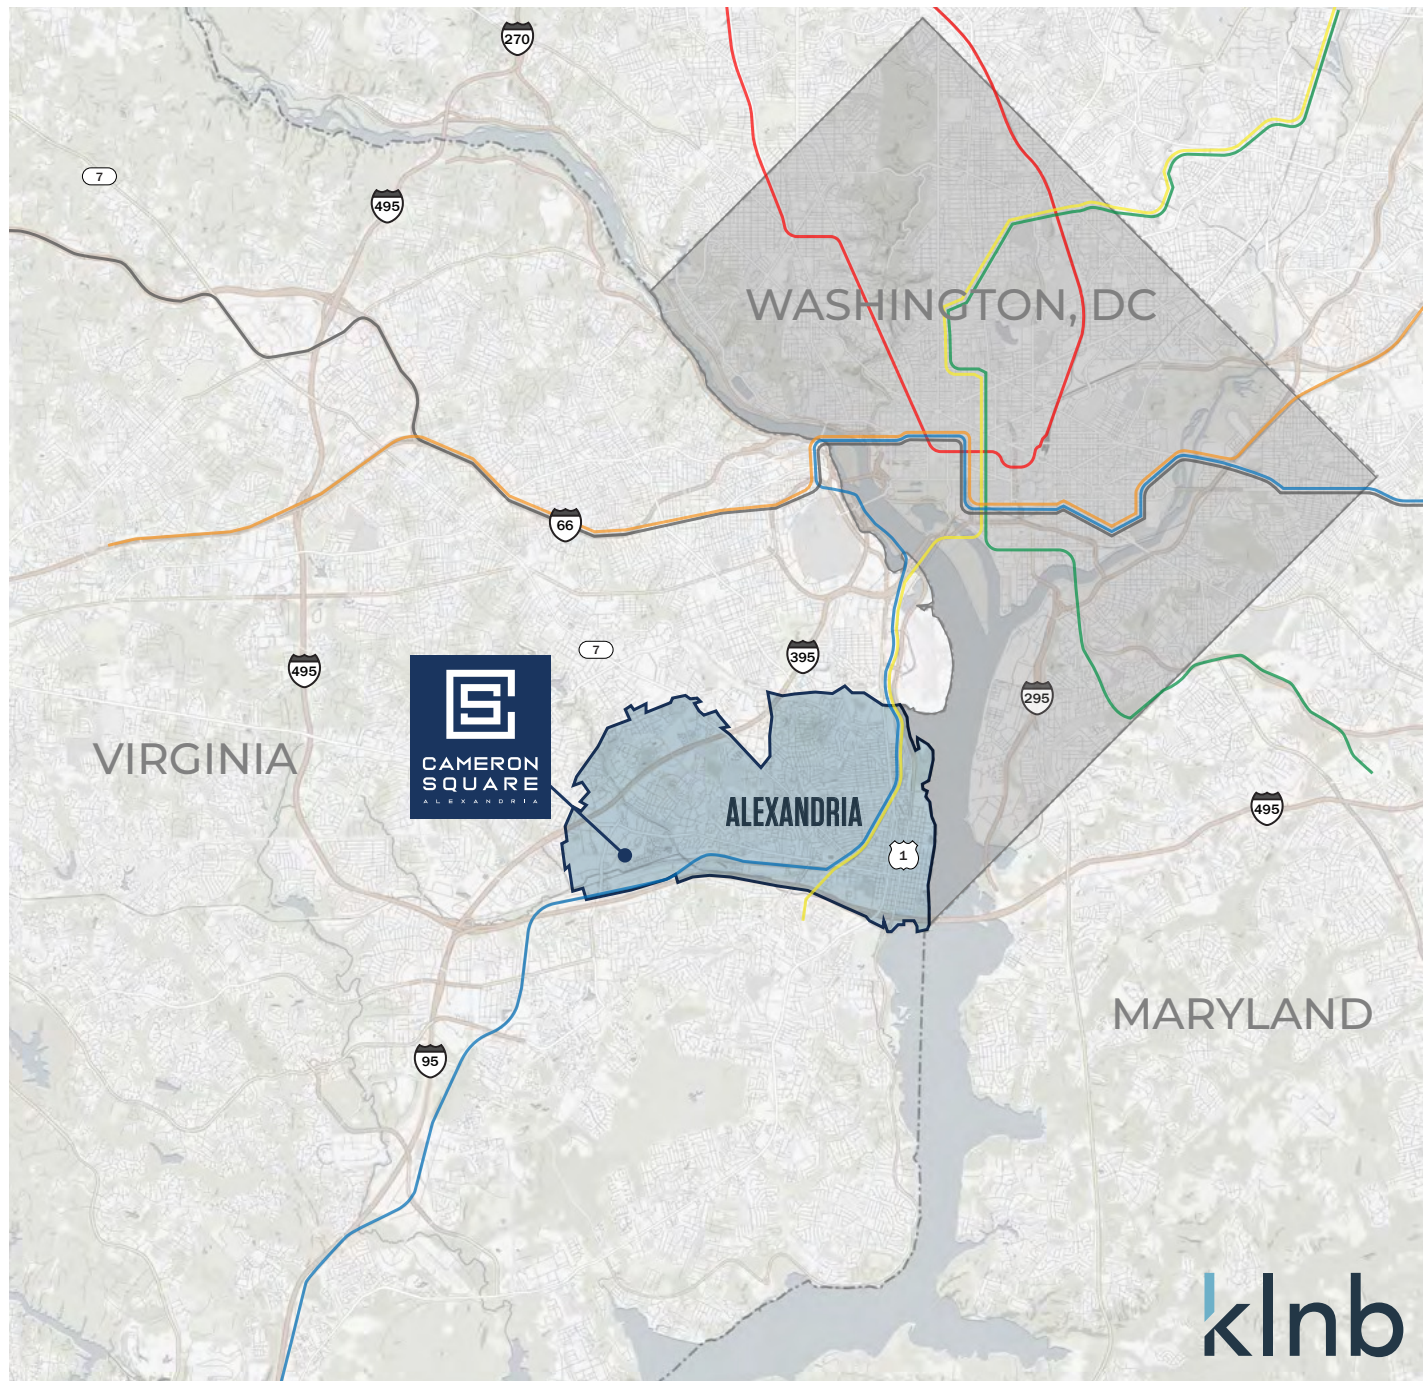 270
7
495
WASHINGTON, DC
66
7
395
495
295
CAMERON
SQUARE
ALEXANDRIA
VIRGINIA
ALEXANDRIA
495
1
MARYLAND
95
klnb